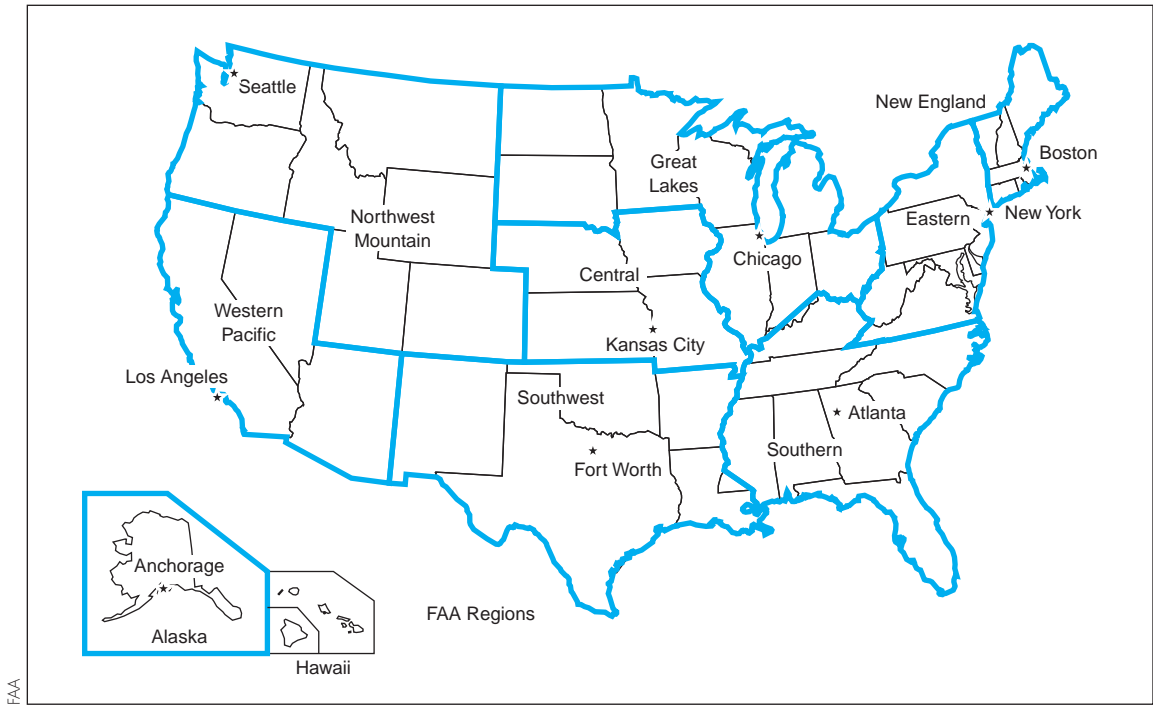 Seattle
New England
Boston
Great
Lakes
New York
Eastern
Northwest
Mountain
Chicago
Central
Western
Pacific
Kansas City
Los Angeles
Southwest
Atlanta
Southern
Fort Worth
Anchorage
Alaska
FAA Regions
Hawaii
FAA